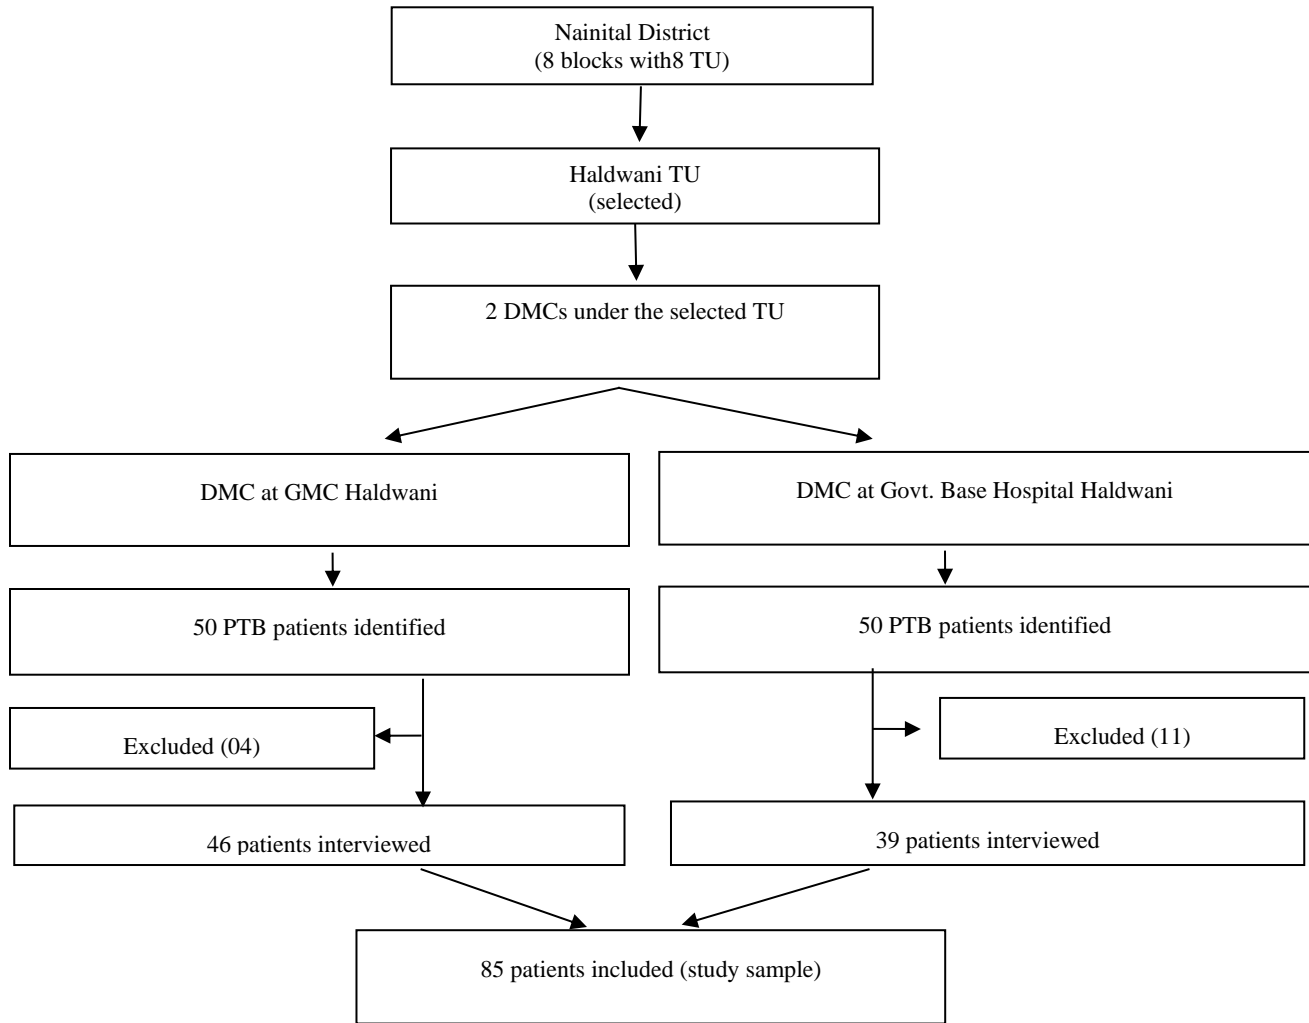 Nainital District
(8 blocks with8 TU)
Haldwani TU
(selected)
2 DMCs under the selected TU
DMC at GMC Haldwani
DMC at Govt. Base Hospital Haldwani
50 PTB patients identified
50 PTB patients identified
Excluded (04)
Excluded (11)
46 patients interviewed
39 patients interviewed
85 patients included (study sample)